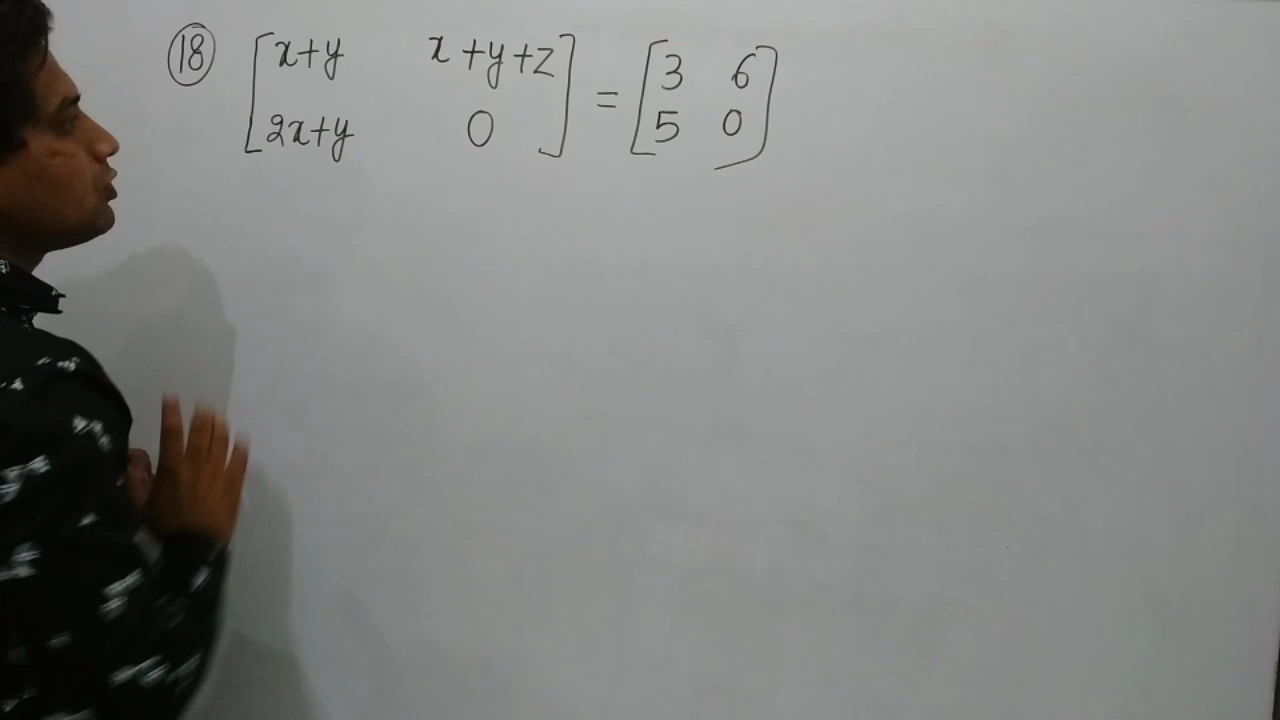 (18) [x+y x+y+z] = [3 6]
[2x+y 0] [5 0]